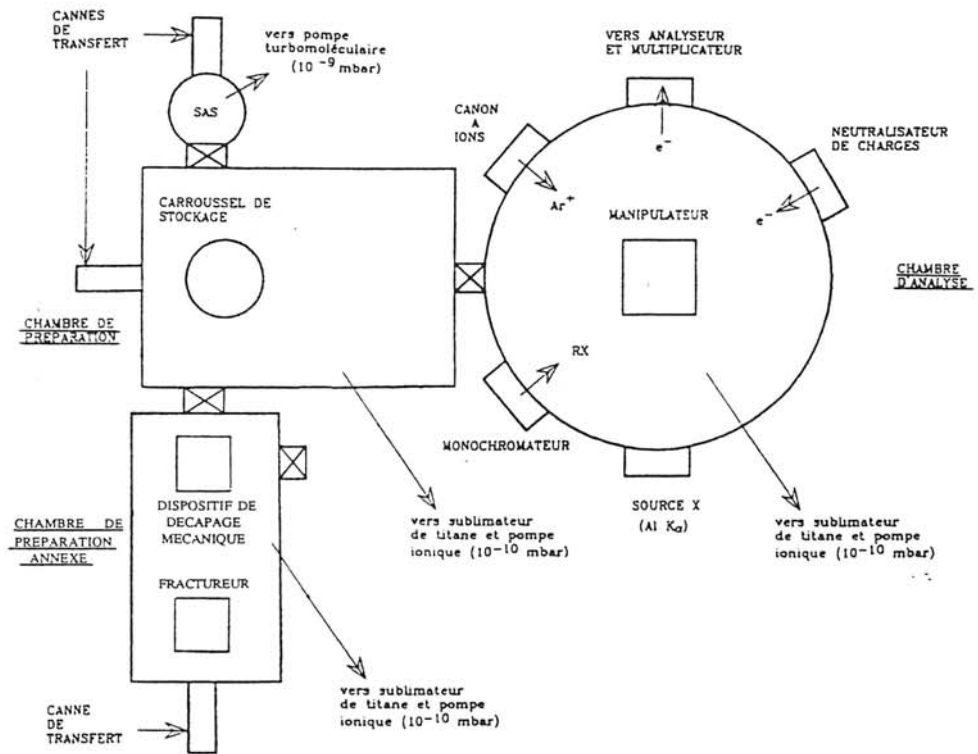 CANNES
DE
TRANSFERT
vers pompe
turbomoléculaire
(10⁻⁹ mbar)
SAS
VERS ANALYSEUR
ET MULTIPLICATEUR
CANON
A
IONS
e⁻
NEUTRALISATEUR
DE CHARGES
Ar⁺
e⁻
CARROUSSEL DE
STOCKAGE
MANIPULATEUR
CHAMBRE
D'ANALYSE
CHAMBRE DE
PREPARATION
RX
MONOCHROMATEUR
SOURCE X
(Al Kα)
CHAMBRE DE
PREPARATION
ANNEXE
DISPOSITIF DE
DECAPAGE
MECANIQUE
FRACTUREUR
vers sublimateur
de titane et pompe
ionique (10⁻¹⁰ mbar)
vers sublimateur
de titane et pompe
ionique (10⁻¹⁰ mbar)
vers sublimateur
de titane et pompe
ionique (10⁻¹⁰ mbar)
CANNE
DE
TRANSFERT